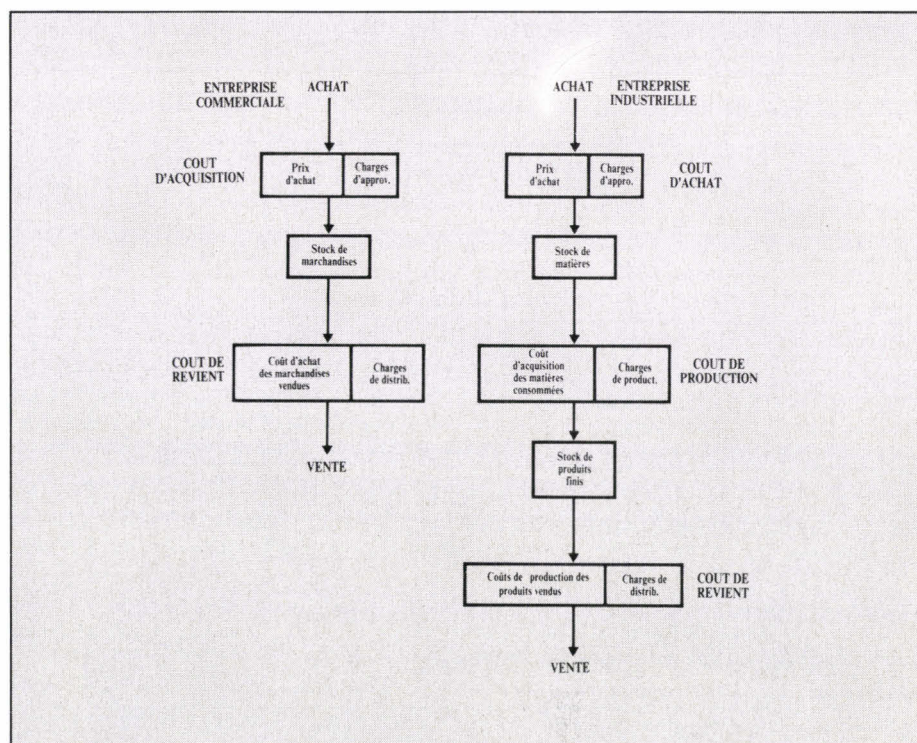 ENTREPRISE
COMMERCIALE
ACHAT
COUT
D'ACQUISITION
Prix
d'achat
Charges
d'appros.
Stock de
marchandises
COUT DE
REVIENT
Coût d'achat
des marchandises
vendues
Charges
de distrib.
VENTE
ACHAT
ENTREPRISE
INDUSTRIELLE
Prix
d'achat
Charges
d'appro.
COUT
D'ACHAT
Stock de
matières
Coût
d'acquisition
des matières
consommées
Charges
de product.
COUT DE
PRODUCTION
Stock de
produits
finis
Coûts de production des
produits vendus
Charges de
distrib.
COUT DE
REVIENT
VENTE